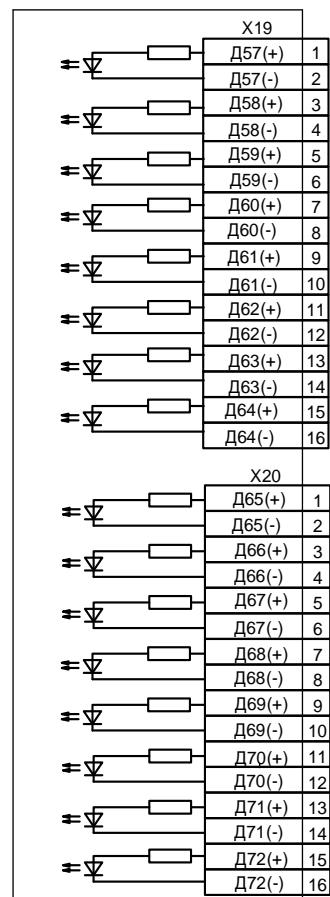 X19
Д57(+) 1
Д57(-) 2
Д58(+) 3
Д58(-) 4
Д59(+) 5
Д59(-) 6
Д60(+) 7
Д60(-) 8
Д61(+) 9
Д61(-) 10
Д62(+) 11
Д62(-) 12
Д63(+) 13
Д63(-) 14
Д64(+) 15
Д64(-) 16
X20
Д65(+) 1
Д65(-) 2
Д66(+) 3
Д66(-) 4
Д67(+) 5
Д67(-) 6
Д68(+) 7
Д68(-) 8
Д69(+) 9
Д69(-) 10
Д70(+) 11
Д70(-) 12
Д71(+) 13
Д71(-) 14
Д72(+) 15
Д72(-) 16